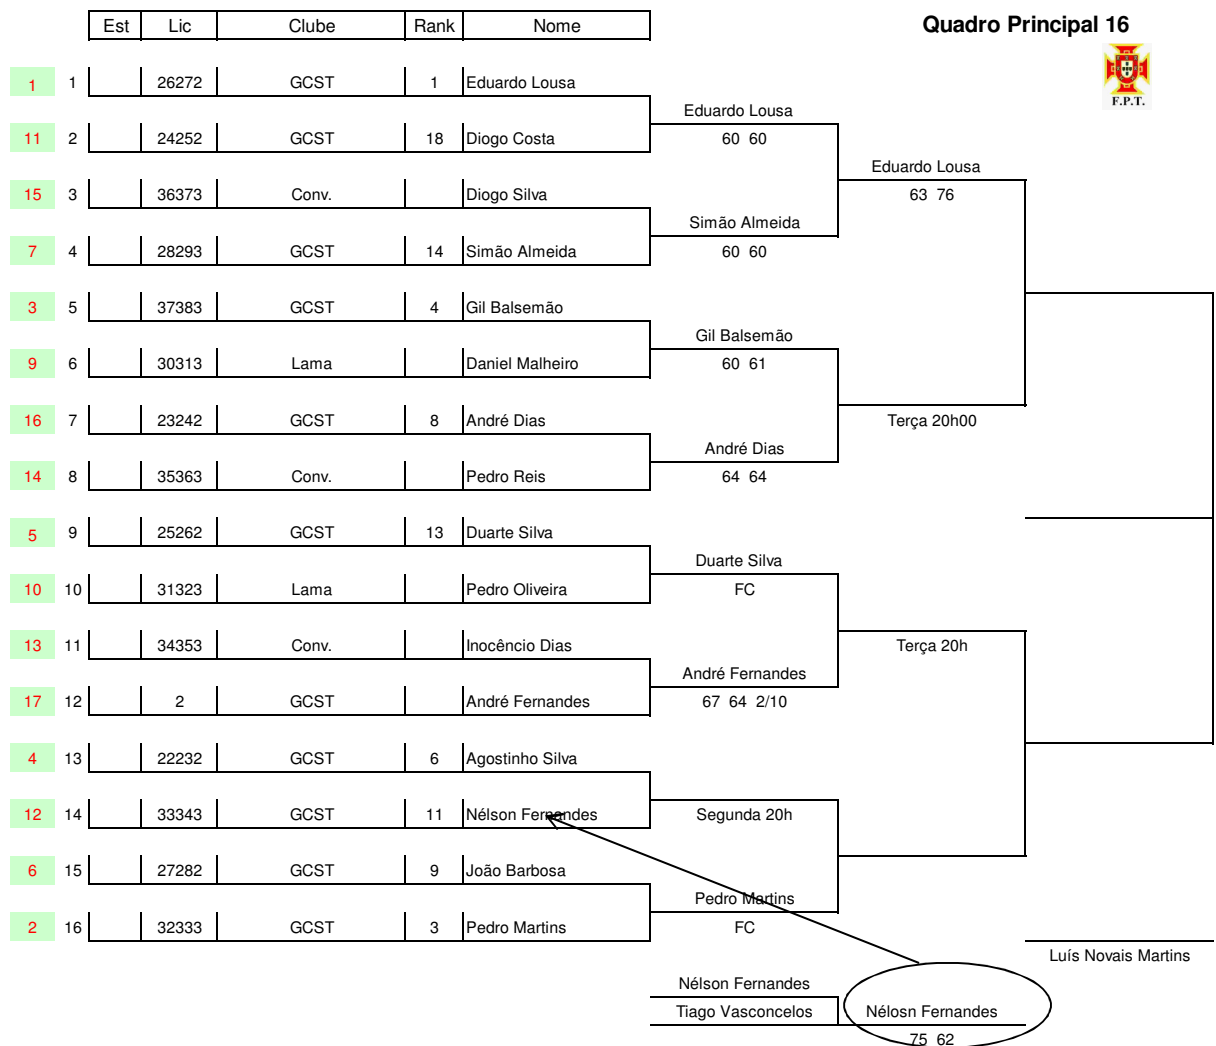 Est Lic Clube Rank Nome
Quadro Principal 16
F.P.T.
1 1 26272 GCST 1 Eduardo Lousa
Eduardo Lousa
11 2 24252 GCST 18 Diogo Costa
60 60
Eduardo Lousa
15 3 36373 Conv. Diogo Silva
63 76
Simão Almeida
7 4 28293 GCST 14 Simão Almeida
60 60
3 5 37383 GCST 4 Gil Balsemão
Gil Balsemão
9 6 30313 Lama Daniel Malheiro
60 61
16 7 23242 GCST 8 André Dias
Terça 20h00
André Dias
14 8 35363 Conv. Pedro Reis
64 64
5 9 25262 GCST 13 Duarte Silva
Duarte Silva
10 10 31323 Lama Pedro Oliveira
FC
13 11 34353 Conv. Inocêncio Dias
Terça 20h
André Fernandes
17 12 2 GCST André Fernandes
67 64 2/10
4 13 22232 GCST 6 Agostinho Silva
12 14 33343 GCST 11 Nélson Fernandes
Segunda 20h
6 15 27282 GCST 9 João Barbosa
Pedro Martins
2 16 32333 GCST 3 Pedro Martins
FC
Luís Novais Martins
Nélson Fernandes
Tiago Vasconcelos
Nélosn Fernandes
75 62